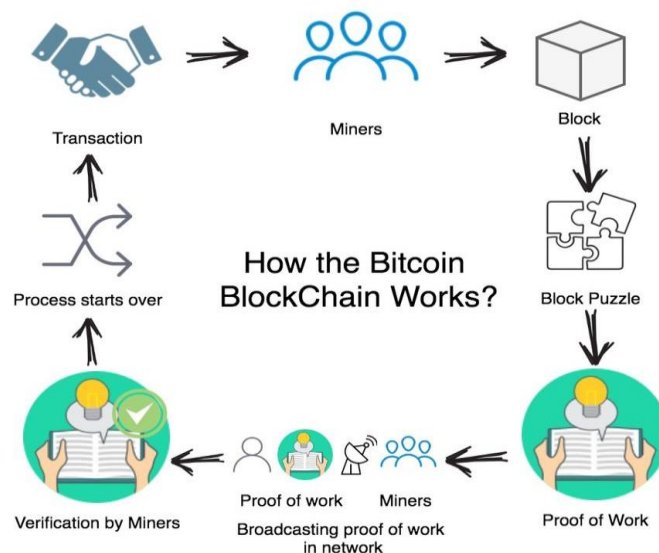 Transaction
Miners
Block
How the Bitcoin
BlockChain Works?
Process starts over
Block Puzzle
Proof of work
Miners
Broadcasting proof of work
in network
Verification by Miners
Proof of Work